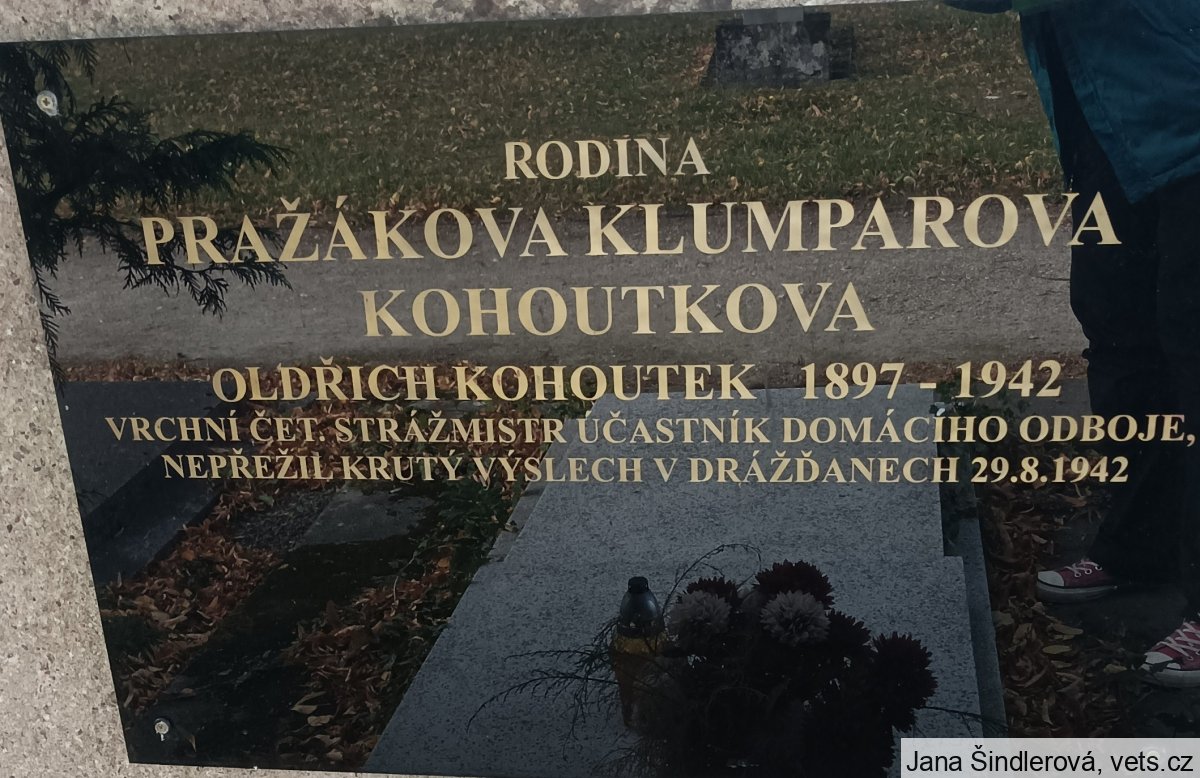 RODINA
PRAŽÁKOVA KLUMPAROVA
KOHOUTKOVA
OLDŘICH KOHOUTEK 1897 - 1942
VRCHNÍ ČET. STRÁŽMISTR ÚČASTNÍK DOMÁCÍHO ODBOJE,
NEPŘEŽIL KRUTÝ VÝSLECH V DRÁŽĎANECH 29.8.1942
Jana Šindlerová, vets.cz